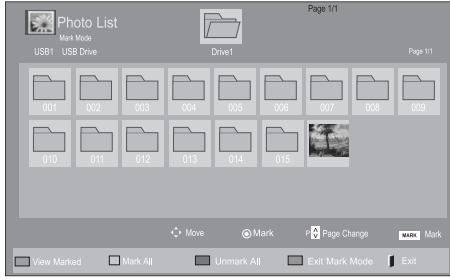 Page 1/1
Photo List
Mark Mode
USB1 USB Drive Drive1 Page 1/1
001 002 003 004 005 006 007 008 009
010 011 012 013 014 015
Move Mark P Page Change MARK Mark
View Marked Mark All Unmark All Exit Mark Mode Exit